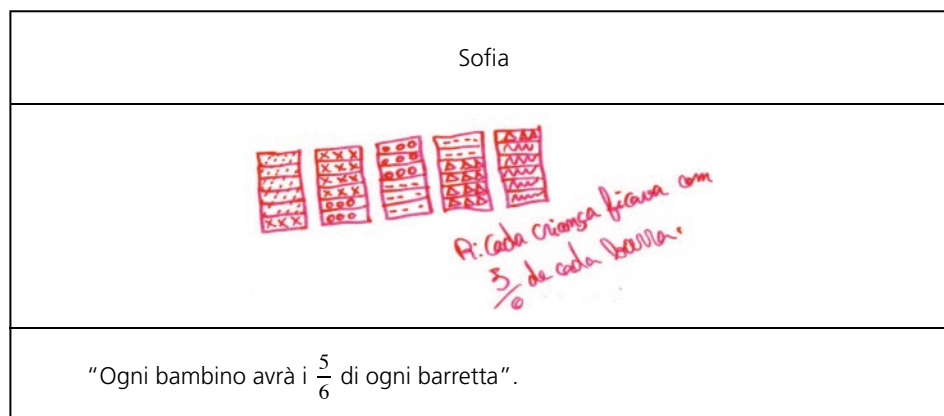 Sofia
R: Cada criança ficava com
5/6 de cada barra.
“Ogni bambino avrà i 5/6 di ogni barretta”.